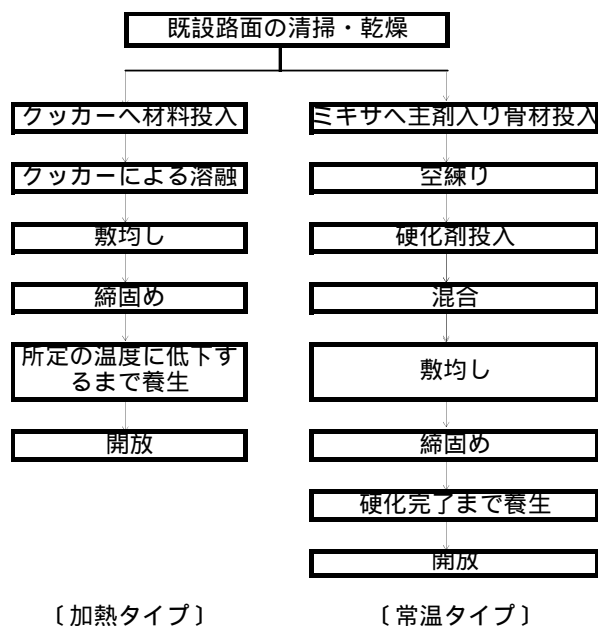 既設路面の清掃・乾燥
クッカーへ材料投入
クッカーによる溶融
敷均し
締固め
所定の温度に低下す
るまで養生
開放
〔加熱タイプ〕
ミキサへ主剤入り骨材投入
空練り
硬化剤投入
混合
敷均し
締固め
硬化完了まで養生
開放
〔常温タイプ〕